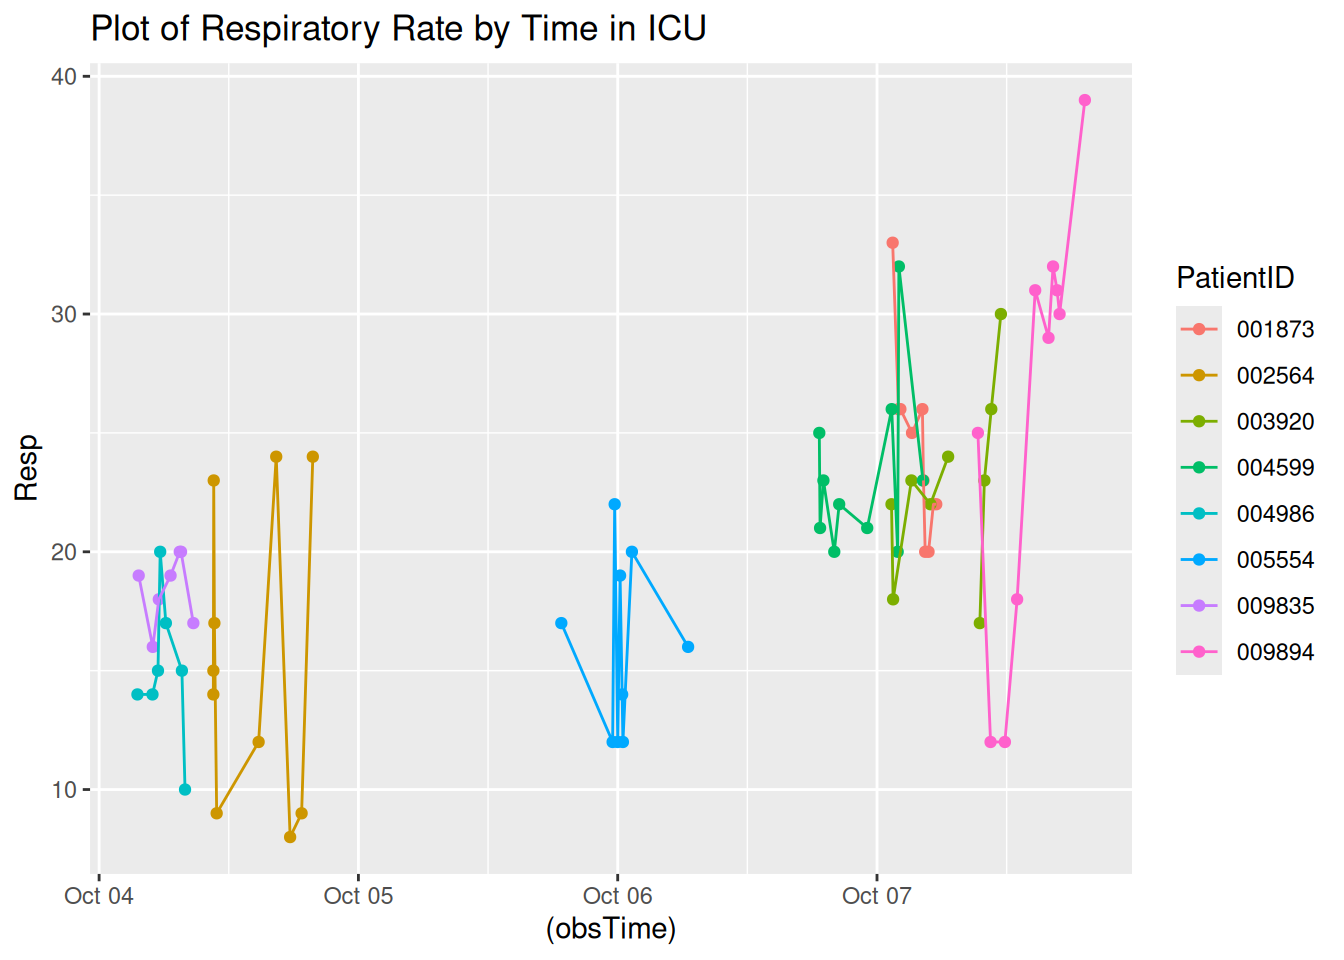 Plot of Respiratory Rate by Time in ICU
40
30
20
10
Resp
Oct 04 Oct 05 Oct 06 Oct 07
(obsTime)
PatientID
001873
002564
003920
004599
004986
005554
009835
009894